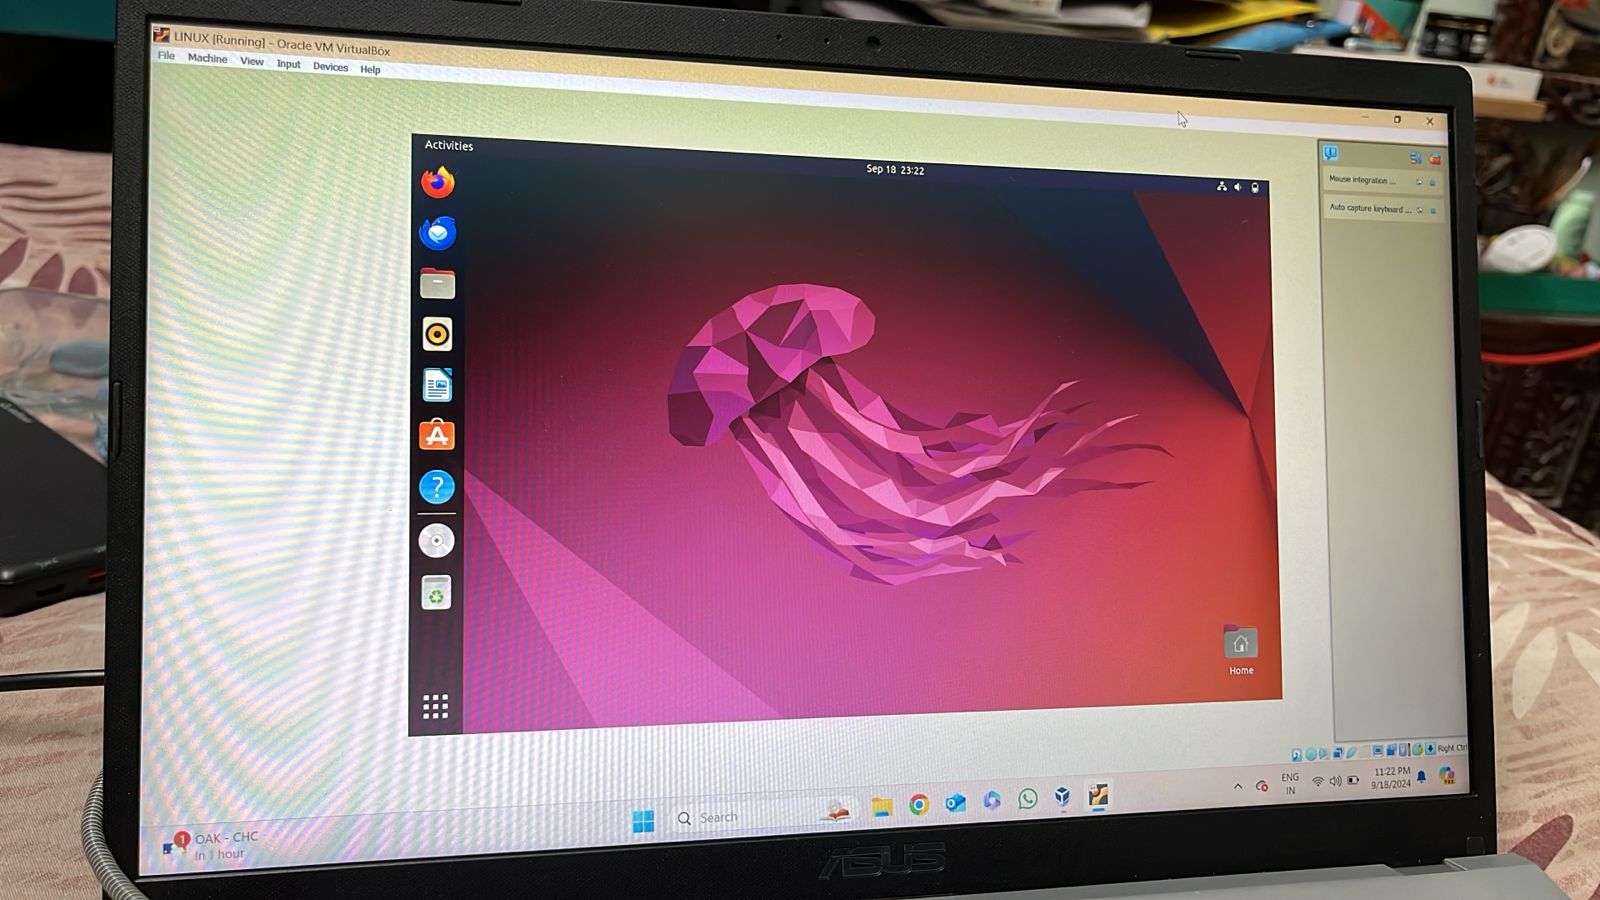 LINUX [Running] - Oracle VM VirtualBox
File Machine View Input Devices Help
Activities
Sep 18 23:22
Mouse integration ...
Auto capture keyboard ...
Home
Right Ctrl
Search
ENG
IN
11:22 PM
9/18/2024
1
OAK - CHC
In 1 hour
ASUS